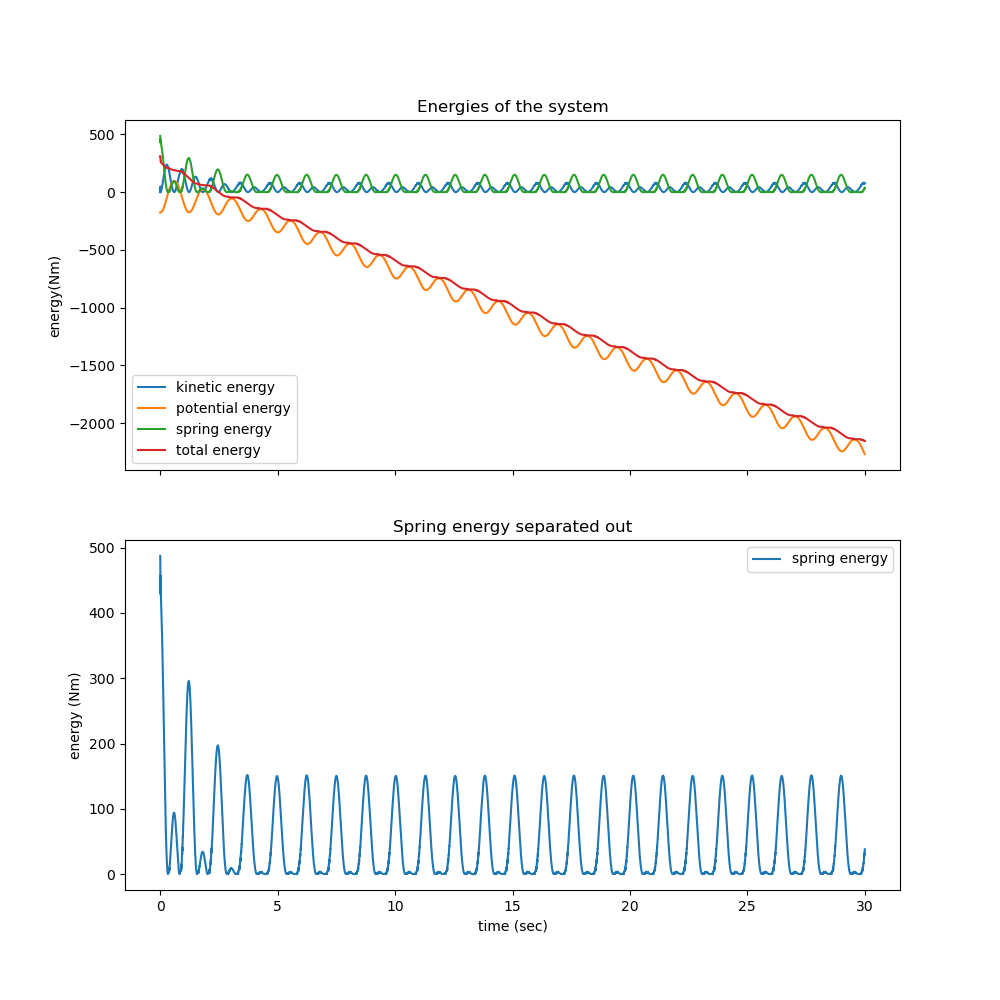 Energies of the system
500
0
−500
−1000
−1500
−2000
energy(Nm)
kinetic energy
potential energy
spring energy
total energy
Spring energy separated out
500
400
300
200
100
0
energy (Nm)
spring energy
0 5 10 15 20 25 30
time (sec)